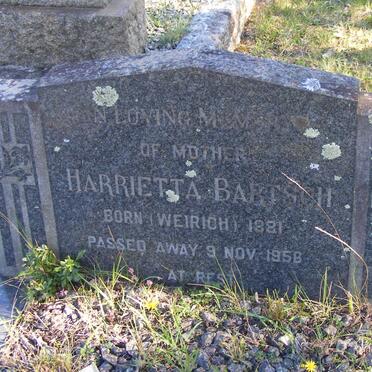 IN LOVING MEMORY
OF MOTHER
HARRIETTA BARTSCH
BORN (WEIRICH) 1881
PASSED AWAY 9 NOV 1958
AT REST